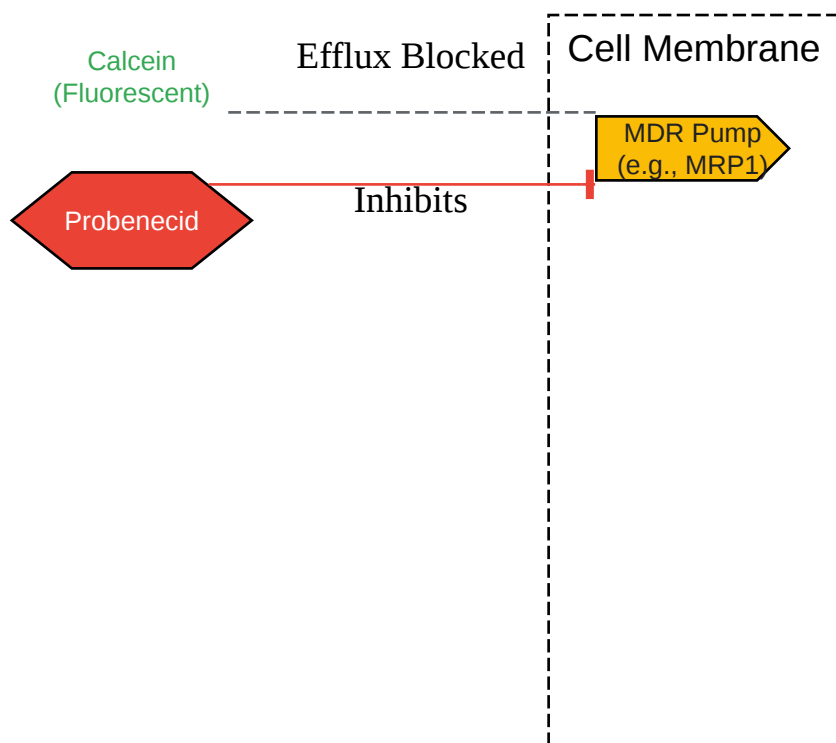 Calcein
(Fluorescent)
Efflux Blocked
Cell Membrane
MDR Pump
(e.g., MRP1)
Probenecid
Inhibits